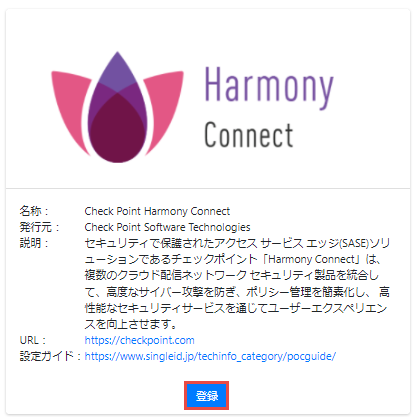 Harmony
Connect
名称： Check Point Harmony Connect
発行元： Check Point Software Technologies
説明： セキュリティで保護されたアクセス サービス エッジ(SASE)ソリ
ューションであるチェックポイント「Harmony Connect」は、
複数のクラウド配信ネットワーク セキュリティ製品を統合し
て、高度なサイバー攻撃を防ぎ、ポリシー管理を簡素化し、 高
性能なセキュリティサービスを通じてユーザーエクスペリエン
スを向上させます。
URL： https://checkpoint.com
設定ガイド： https://www.singleid.jp/techinfo_category/pocguide/
登録